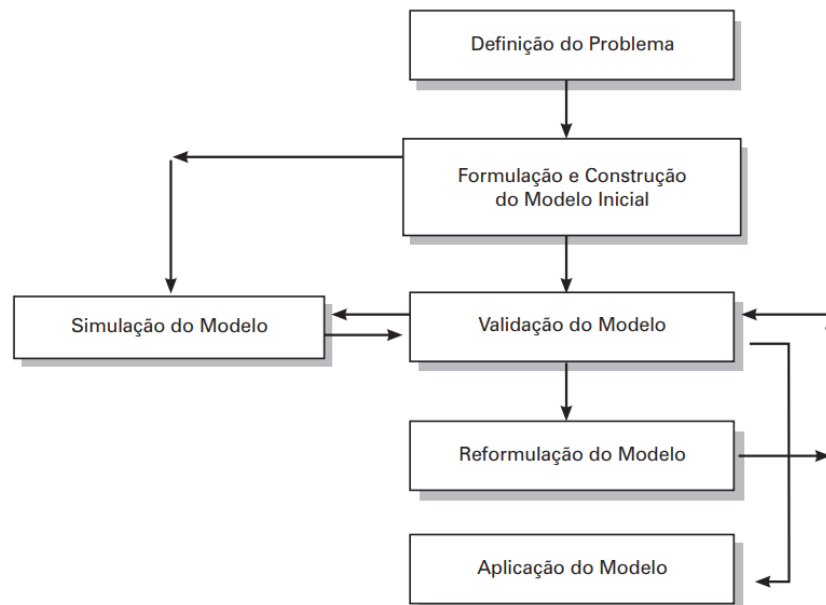 Definição do Problema
Formulação e Construção
do Modelo Inicial
Simulação do Modelo
Validação do Modelo
Reformulação do Modelo
Aplicação do Modelo